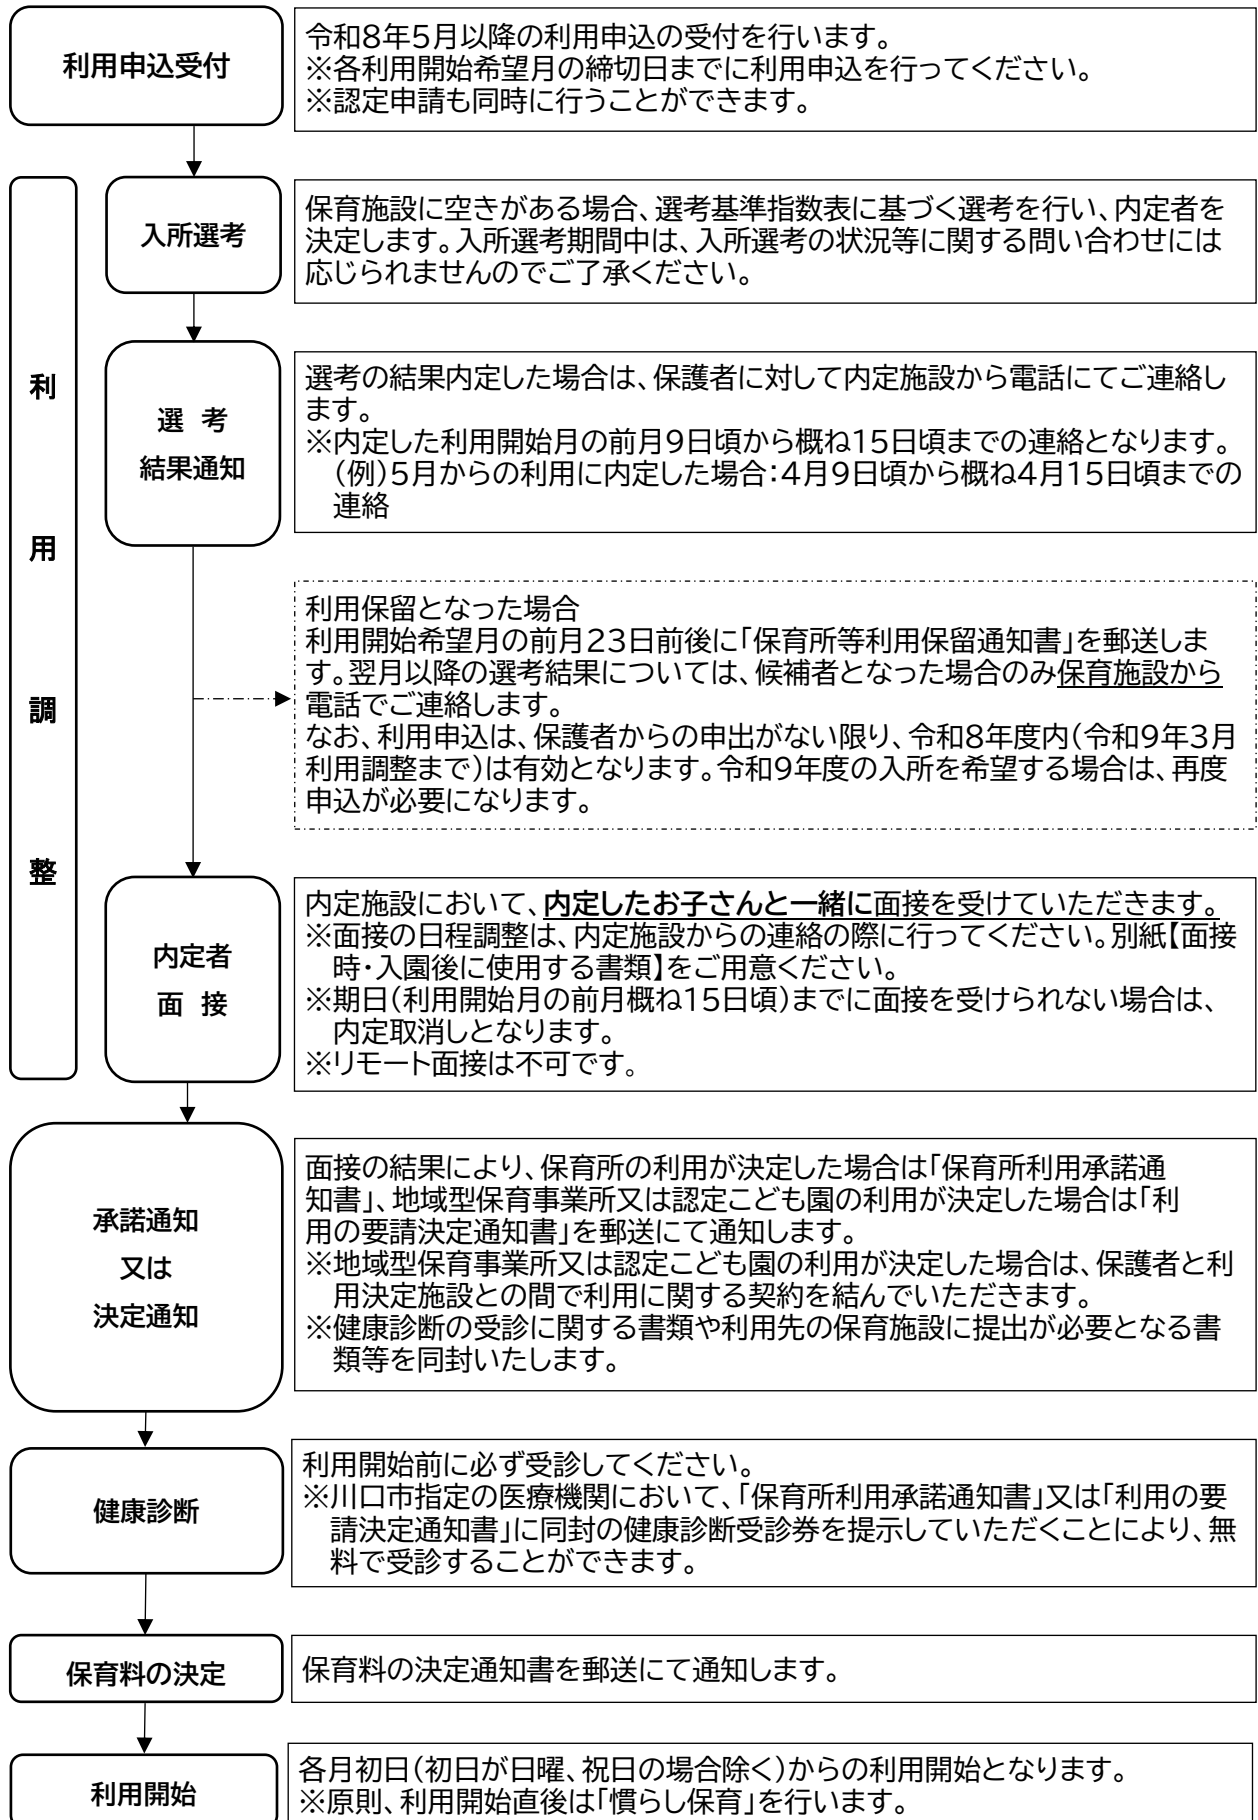 利用申込受付
令和8年5月以降の利用申込の受付を行います。
※各利用開始希望月の締切日までに利用申込を行ってください。
※認定申請も同時に行うことができます。
利用調整
入所選考
保育施設に空きがある場合、選考基準指数表に基づく選考を行い、内定者を
決定します。入所選考期間中は、入所選考の状況等に関する問い合わせには
応じられませんのでご了承ください。
選 考
結果通知
選考の結果内定した場合は、保護者に対して内定施設から電話にてご連絡し
ます。
※内定した利用開始月の前月9日頃から概ね15日頃までの連絡となります。
(例)5月からの利用に内定した場合:4月9日頃から概ね4月15日頃までの
連絡
利用保留となった場合
利用開始希望月の前月23日前後に「保育所等利用保留通知書」を郵送しま
す。翌月以降の選考結果については、候補者となった場合のみ保育施設から
電話でご連絡します。
なお、利用申込は、保護者からの申出がない限り、令和8年度内(令和9年3月
利用調整まで)は有効となります。令和9年度の入所を希望する場合は、再度
申込が必要になります。
内定者
面 接
内定施設において、内定したお子さんと一緒に面接を受けていただきます。
※面接の日程調整は、内定施設からの連絡の際に行ってください。別紙【面接
時・入園後に使用する書類】をご用意ください。
※期日(利用開始月の前月概ね15日頃)までに面接を受けられない場合は、
内定取消しとなります。
※リモート面接は不可です。
承諾通知
又は
決定通知
面接の結果により、保育所の利用が決定した場合は「保育所利用承諾通
知書」、地域型保育事業所又は認定こども園の利用が決定した場合は「利
用の要請決定通知書」を郵送にて通知します。
※地域型保育事業所又は認定こども園の利用が決定した場合は、保護者と利
用決定施設との間で利用に関する契約を結んでいただきます。
※健康診断の受診に関する書類や利用先の保育施設に提出が必要となる書
類等を同封いたします。
健康診断
利用開始前に必ず受診してください。
※川口市指定の医療機関において、「保育所利用承諾通知書」又は「利用の要
請決定通知書」に同封の健康診断受診券を提示していただくことにより、無
料で受診することができます。
保育料の決定
保育料の決定通知書を郵送にて通知します。
利用開始
各月初日(初日が日曜、祝日の場合除く)からの利用開始となります。
※原則、利用開始直後は「慣らし保育」を行います。